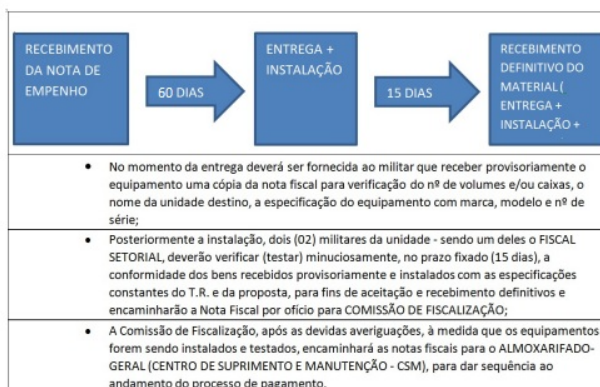 RECEBIMENTO
DA NOTA DE
EMPENHO
60 DIAS
ENTREGA +
INSTALAÇÃO
15 DIAS
RECEBIMENTO
DEFINITIVO DO
MATERIAL (
ENTREGA +
INSTALAÇÃO +
• No momento da entrega deverá ser fornecida ao militar que receber provisoriamente o
equipamento uma cópia da nota fiscal para verificação do nº de volumes e/ou caixas, o
nome da unidade destino, a especificação do equipamento com marca, modelo e nº de
série;
• Posteriormente a instalação, dois (02) militares da unidade - sendo um deles o FISCAL
SETORIAL, deverão verificar (testar) minuciosamente, no prazo fixado (15 dias), a
conformidade dos bens recebidos provisoriamente e instalados com as especificações
constantes do T.R. e da proposta, para fins de aceitação e recebimento definitivos e
encaminharão a Nota Fiscal por ofício para COMISSÃO DE FISCALIZAÇÃO;
• A Comissão de Fiscalização, após as devidas averiguações, à medida que os equipamentos
forem sendo instalados e testados, encaminhará as notas fiscais para o ALMOXARIFADO-
GERAL (CENTRO DE SUPRIMENTO E MANUTENÇÃO - CSM), para dar sequência ao
andamento do processo de pagamento.